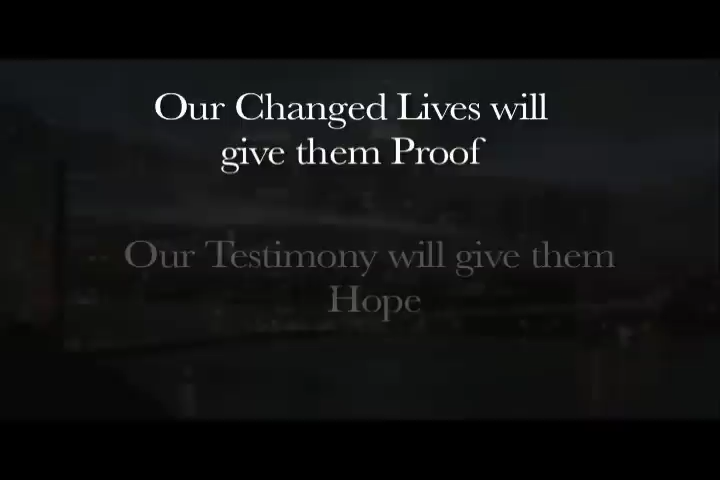 Our Changed Lives will
give them Proof
Our Testimony will give them
Hope